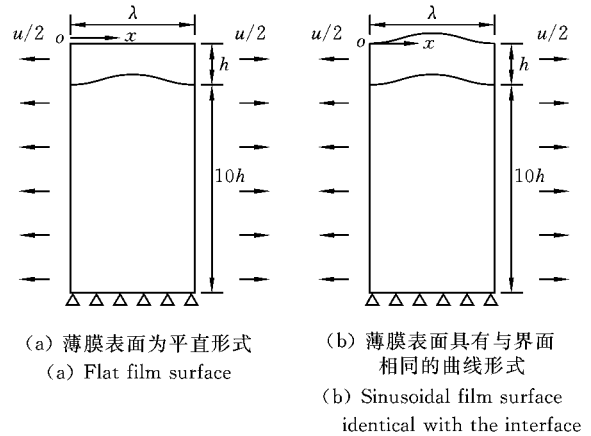 λ
λ
u/2
o
x
u/2
u/2
o
x
u/2
h
h
10h
10h
(a) 薄膜表面为平直形式
(a) Flat film surface
(b) 薄膜表面具有与界面
相同的曲线形式
(b) Sinusoidal film surface
identical with the interface